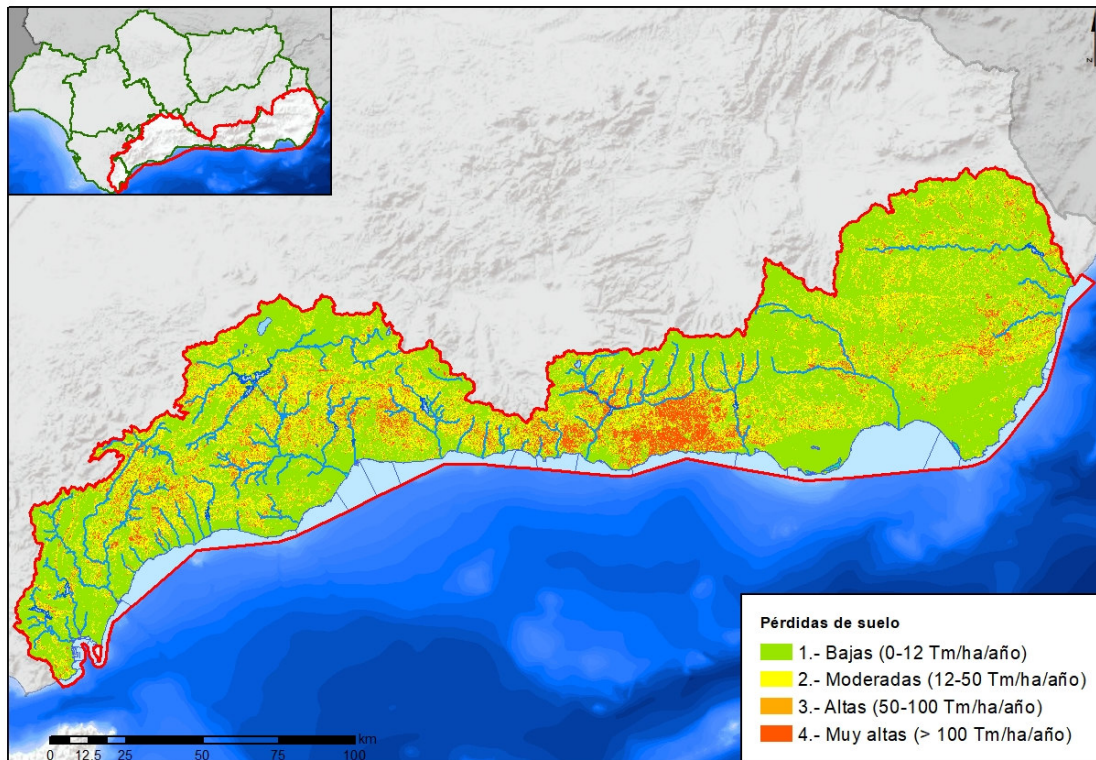 N
Pérdidas de suelo
1.- Bajas (0-12 Tm/ha/año)
2.- Moderadas (12-50 Tm/ha/año)
3.- Altas (50-100 Tm/ha/año)
4.- Muy altas (> 100 Tm/ha/año)
km
0 12.5 25 50 75 100